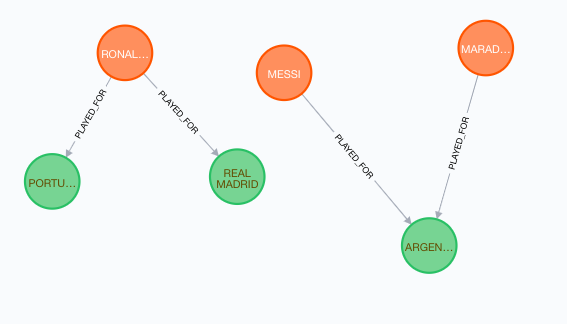 RONAL...
MESSI
MARAD...
PLAYED_FOR
PLAYED_FOR
PLAYED_FOR
PLAYED_FOR
PORTU...
REAL
MADRID
ARGEN...